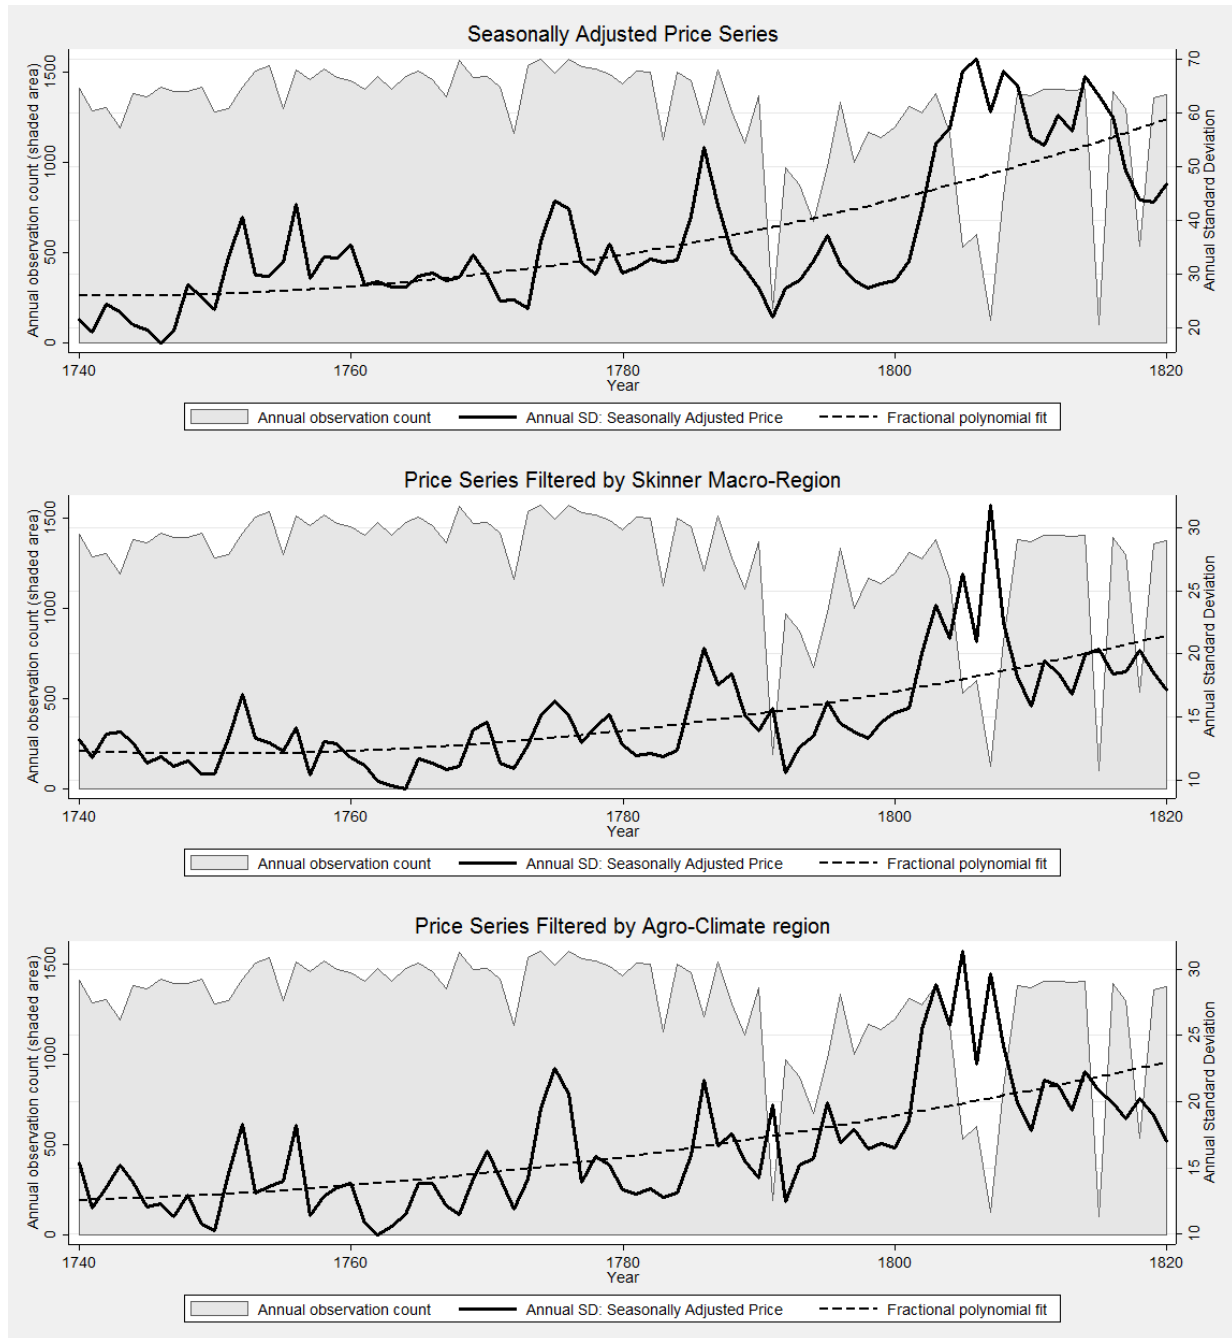 Seasonally Adjusted Price Series
Annual observation count (shaded area)
1500
1000
500
0
70
60
50
40
30
20
Annual Standard Deviation
1740 1760 1780 1800 1820
Year
Annual observation count Annual SD: Seasonally Adjusted Price Fractional polynomial fit
Price Series Filtered by Skinner Macro-Region
Annual observation count (shaded area)
1500
1000
500
0
30
25
20
15
10
Annual Standard Deviation
1740 1760 1780 1800 1820
Year
Annual observation count Annual SD: Seasonally Adjusted Price Fractional polynomial fit
Price Series Filtered by Agro-Climate region
Annual observation count (shaded area)
1500
1000
500
0
30
25
20
15
10
Annual Standard Deviation
1740 1760 1780 1800 1820
Year
Annual observation count Annual SD: Seasonally Adjusted Price Fractional polynomial fit